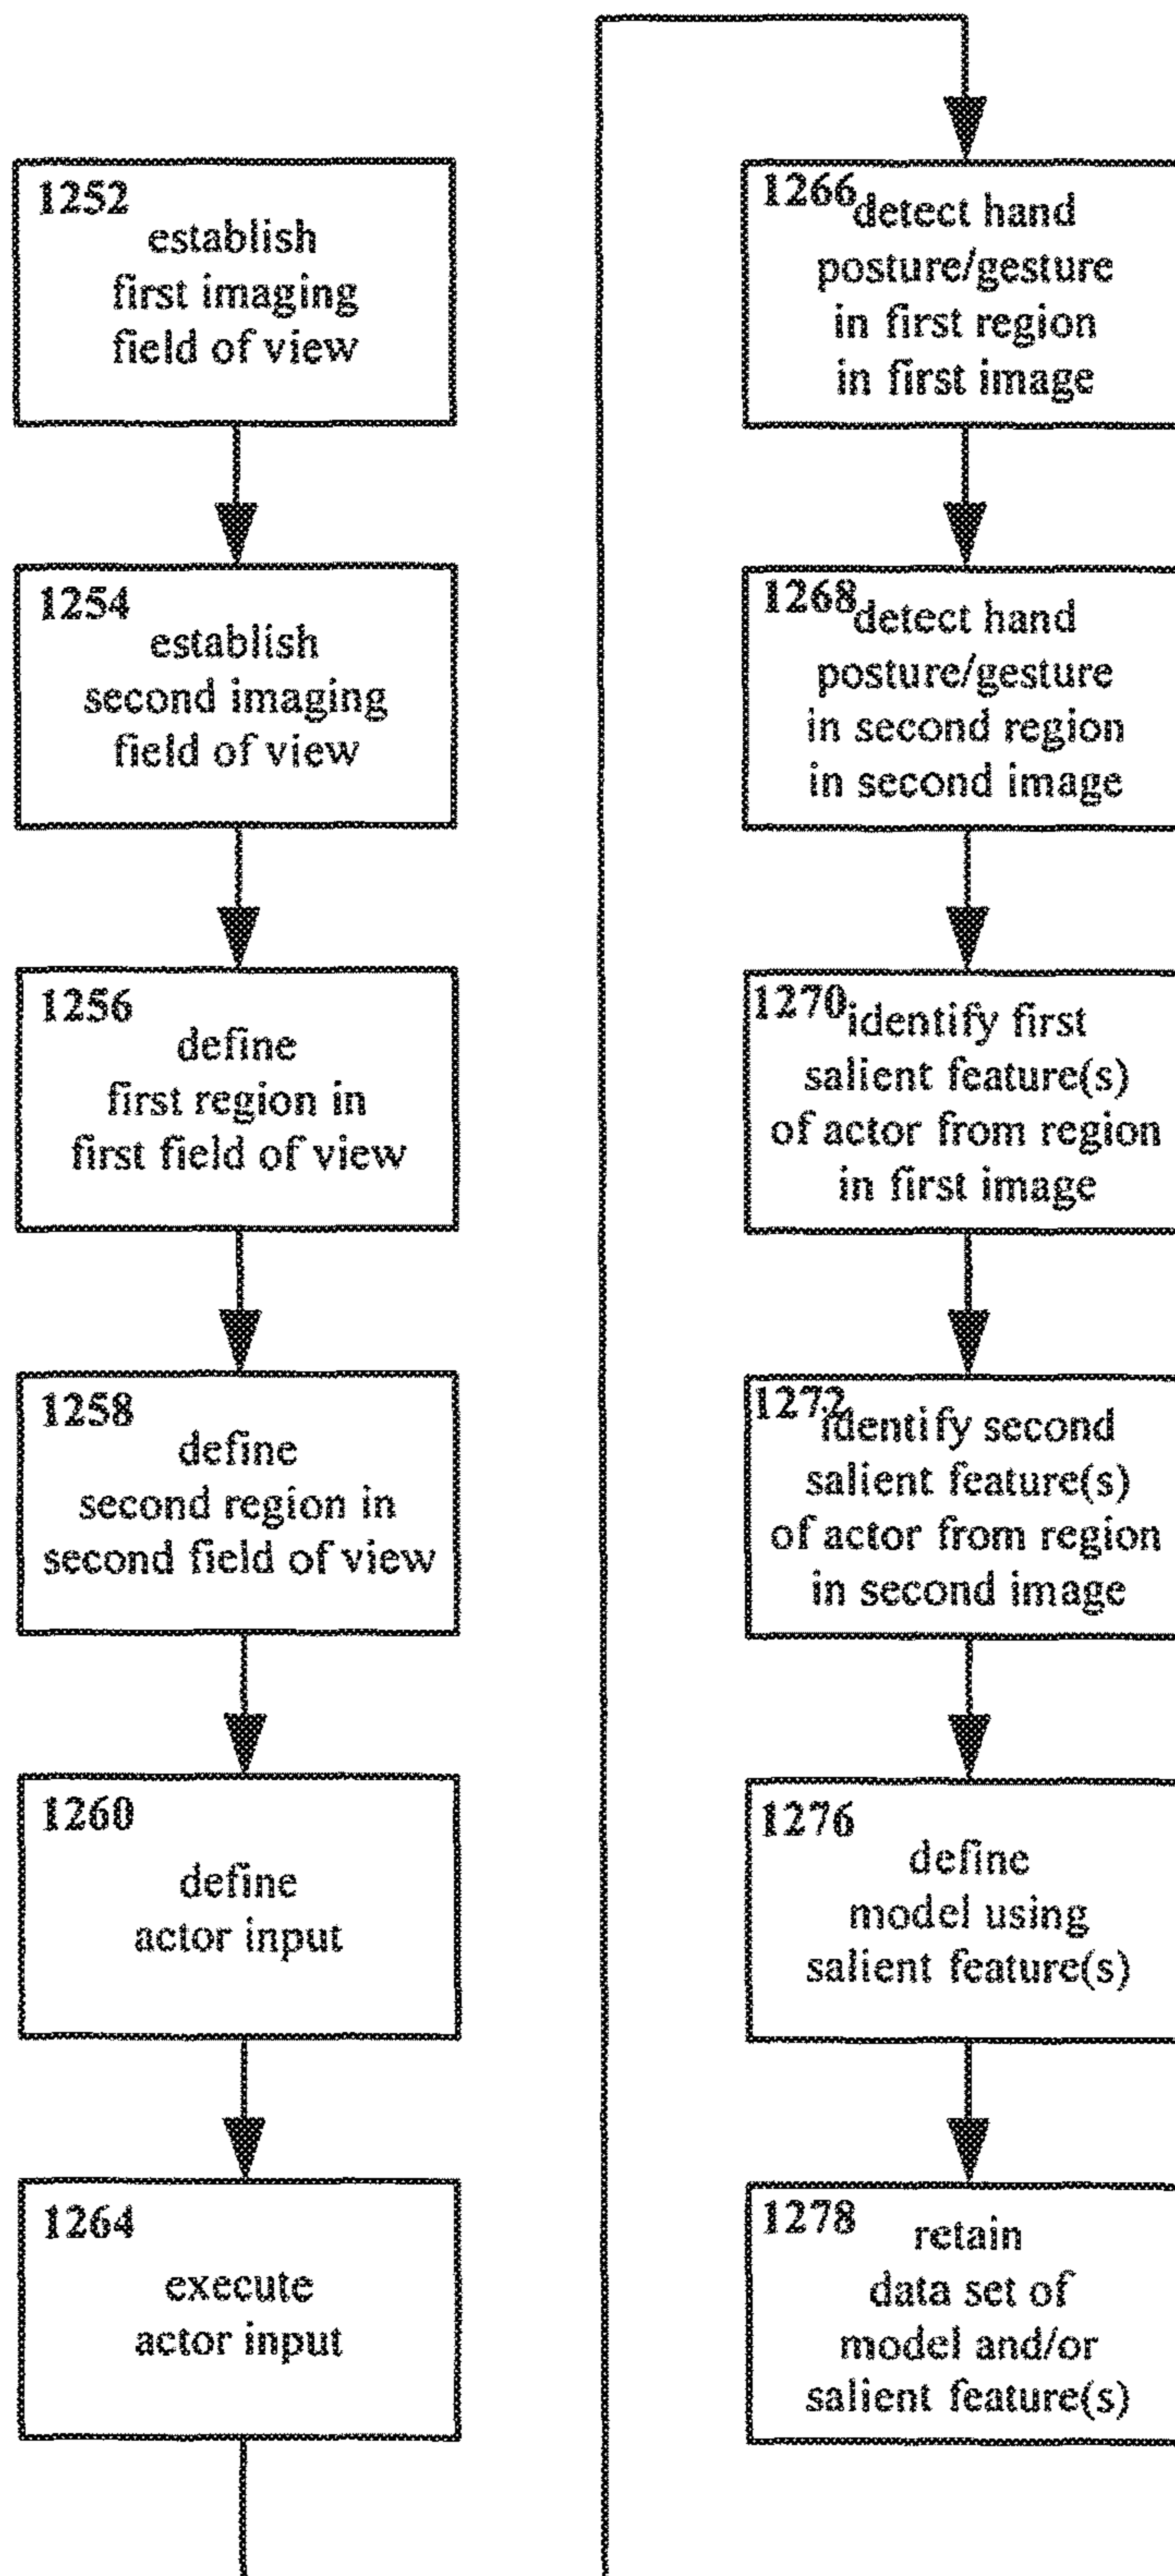 1252
establish
first imaging
field of view
1254
establish
second imaging
field of view
1256
define
first region in
first field of view
1258
define
second region in
second field of view
1260
define
actor input
1264
execute
actor input
1266
detect hand
posture/gesture
in first region
in first image
1268
detect hand
posture/gesture
in second region
in second image
1270
identify first
salient feature(s)
of actor from region
in first image
1272
identify second
salient feature(s)
of actor from region
in second image
1276
define
model using
salient feature(s)
1278
retain
data set of
model and/or
salient feature(s)